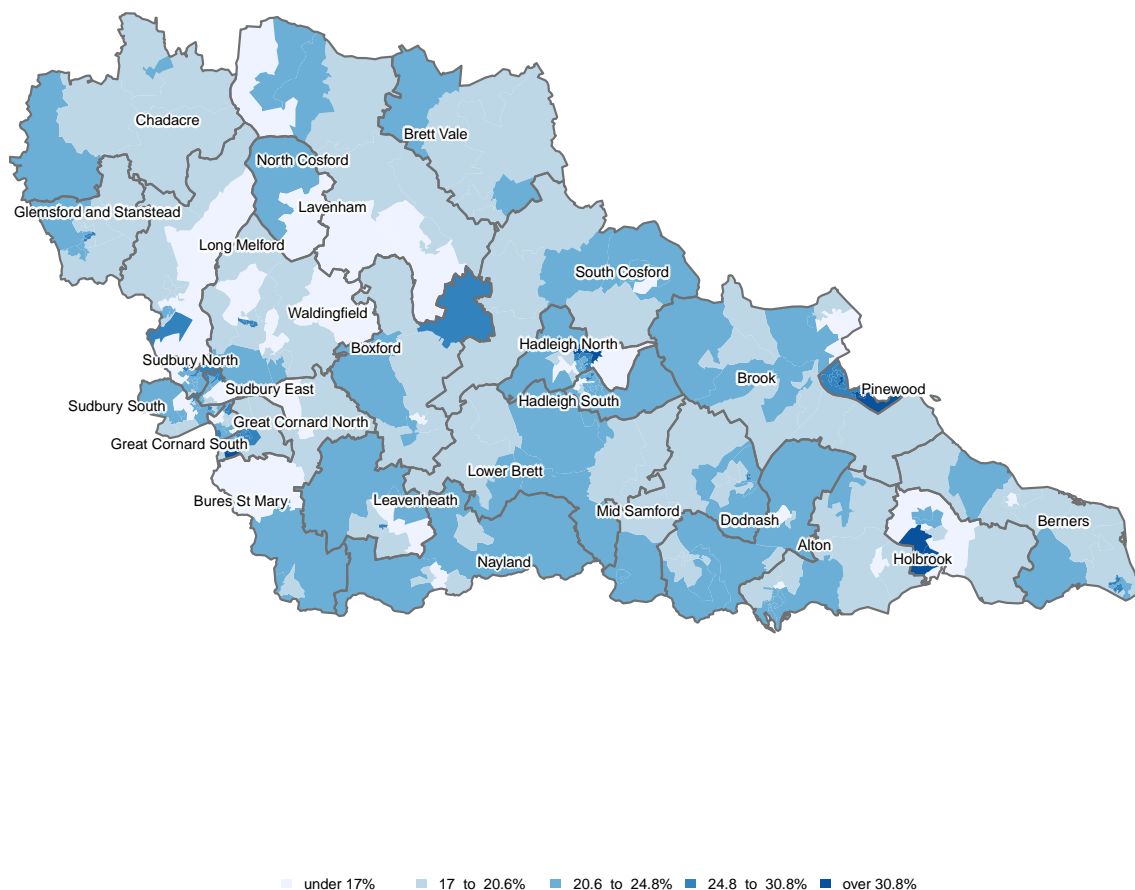 Chadacre
Brett Vale
North Cosford
Lavenham
Glemsford and Stanstead
Long Melford
South Cosford
Waldingfield
Hadleigh North
Boxford
Sudbury North
Brook
Pinewood
Sudbury East
Sudbury South
Hadleigh South
Great Cornard North
Great Cornard South
Lower Brett
Bures St Mary
Leavenheath
Mid Samford
Dodnash
Berners
Alton
Holbrook
Nayland
under 17%
17 to 20.6%
20.6 to 24.8%
24.8 to 30.8%
over 30.8%